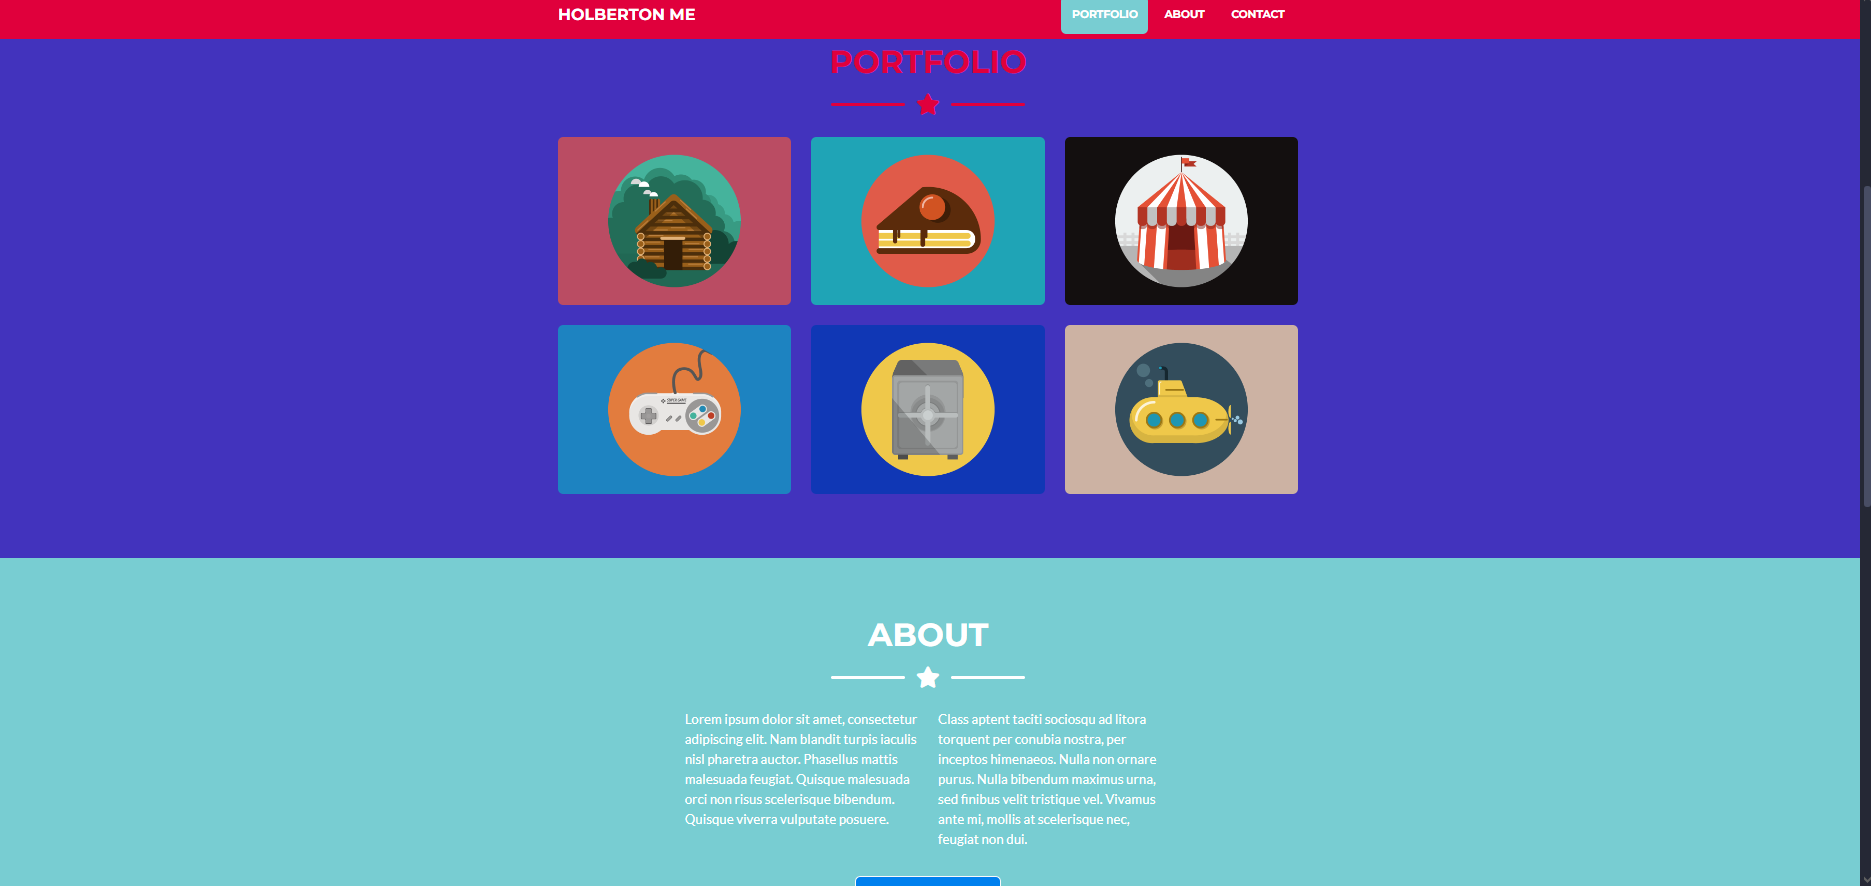 HOLBERTON ME
PORTFOLIO
ABOUT
CONTACT
PORTFOLIO
SUPER GAME
ABOUT
Lorem ipsum dolor sit amet, consectetur
adipiscing elit. Nam blandit turpis iaculis
nisl pharetra auctor. Phasellus mattis
malesuada feugiat. Quisque malesuada
orci non risus scelerisque bibendum.
Quisque viverra vulputate posuere.
Class aptent taciti sociosqu ad litora
torquent per conubia nostra, per
inceptos himenaeos. Nulla non ornare
purus. Nulla bibendum maximus urna,
sed finibus velit tristique vel. Vivamus
ante mi, mollis at scelerisque nec,
feugiat non dui.